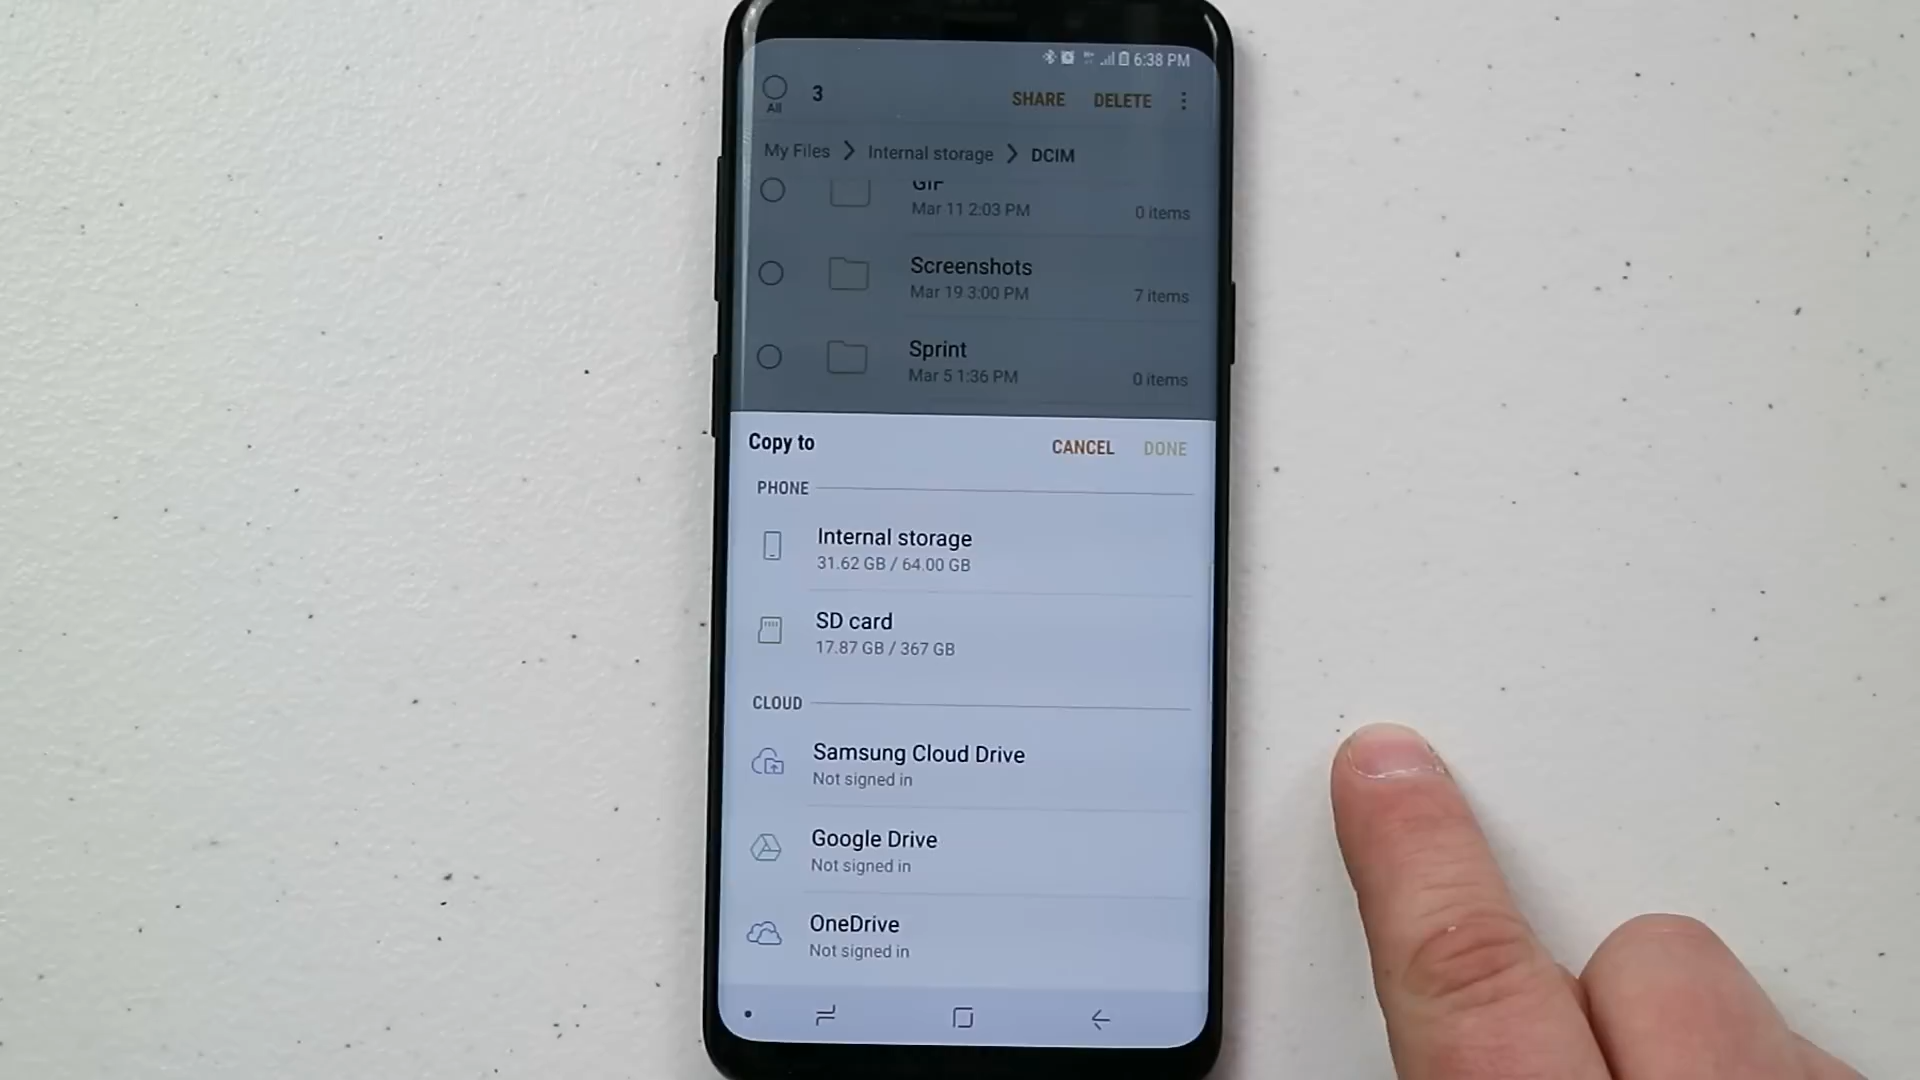 6:38 PM
All 3 SHARE DELETE
My Files > Internal storage > DCIM
GIF
Mar 11 2:03 PM 0 items
Screenshots
Mar 19 3:00 PM 7 items
Sprint
Mar 5 1:36 PM 0 items
Copy to CANCEL DONE
PHONE
Internal storage
31.62 GB / 64.00 GB
SD card
17.87 GB / 367 GB
CLOUD
Samsung Cloud Drive
Not signed in
Google Drive
Not signed in
OneDrive
Not signed in